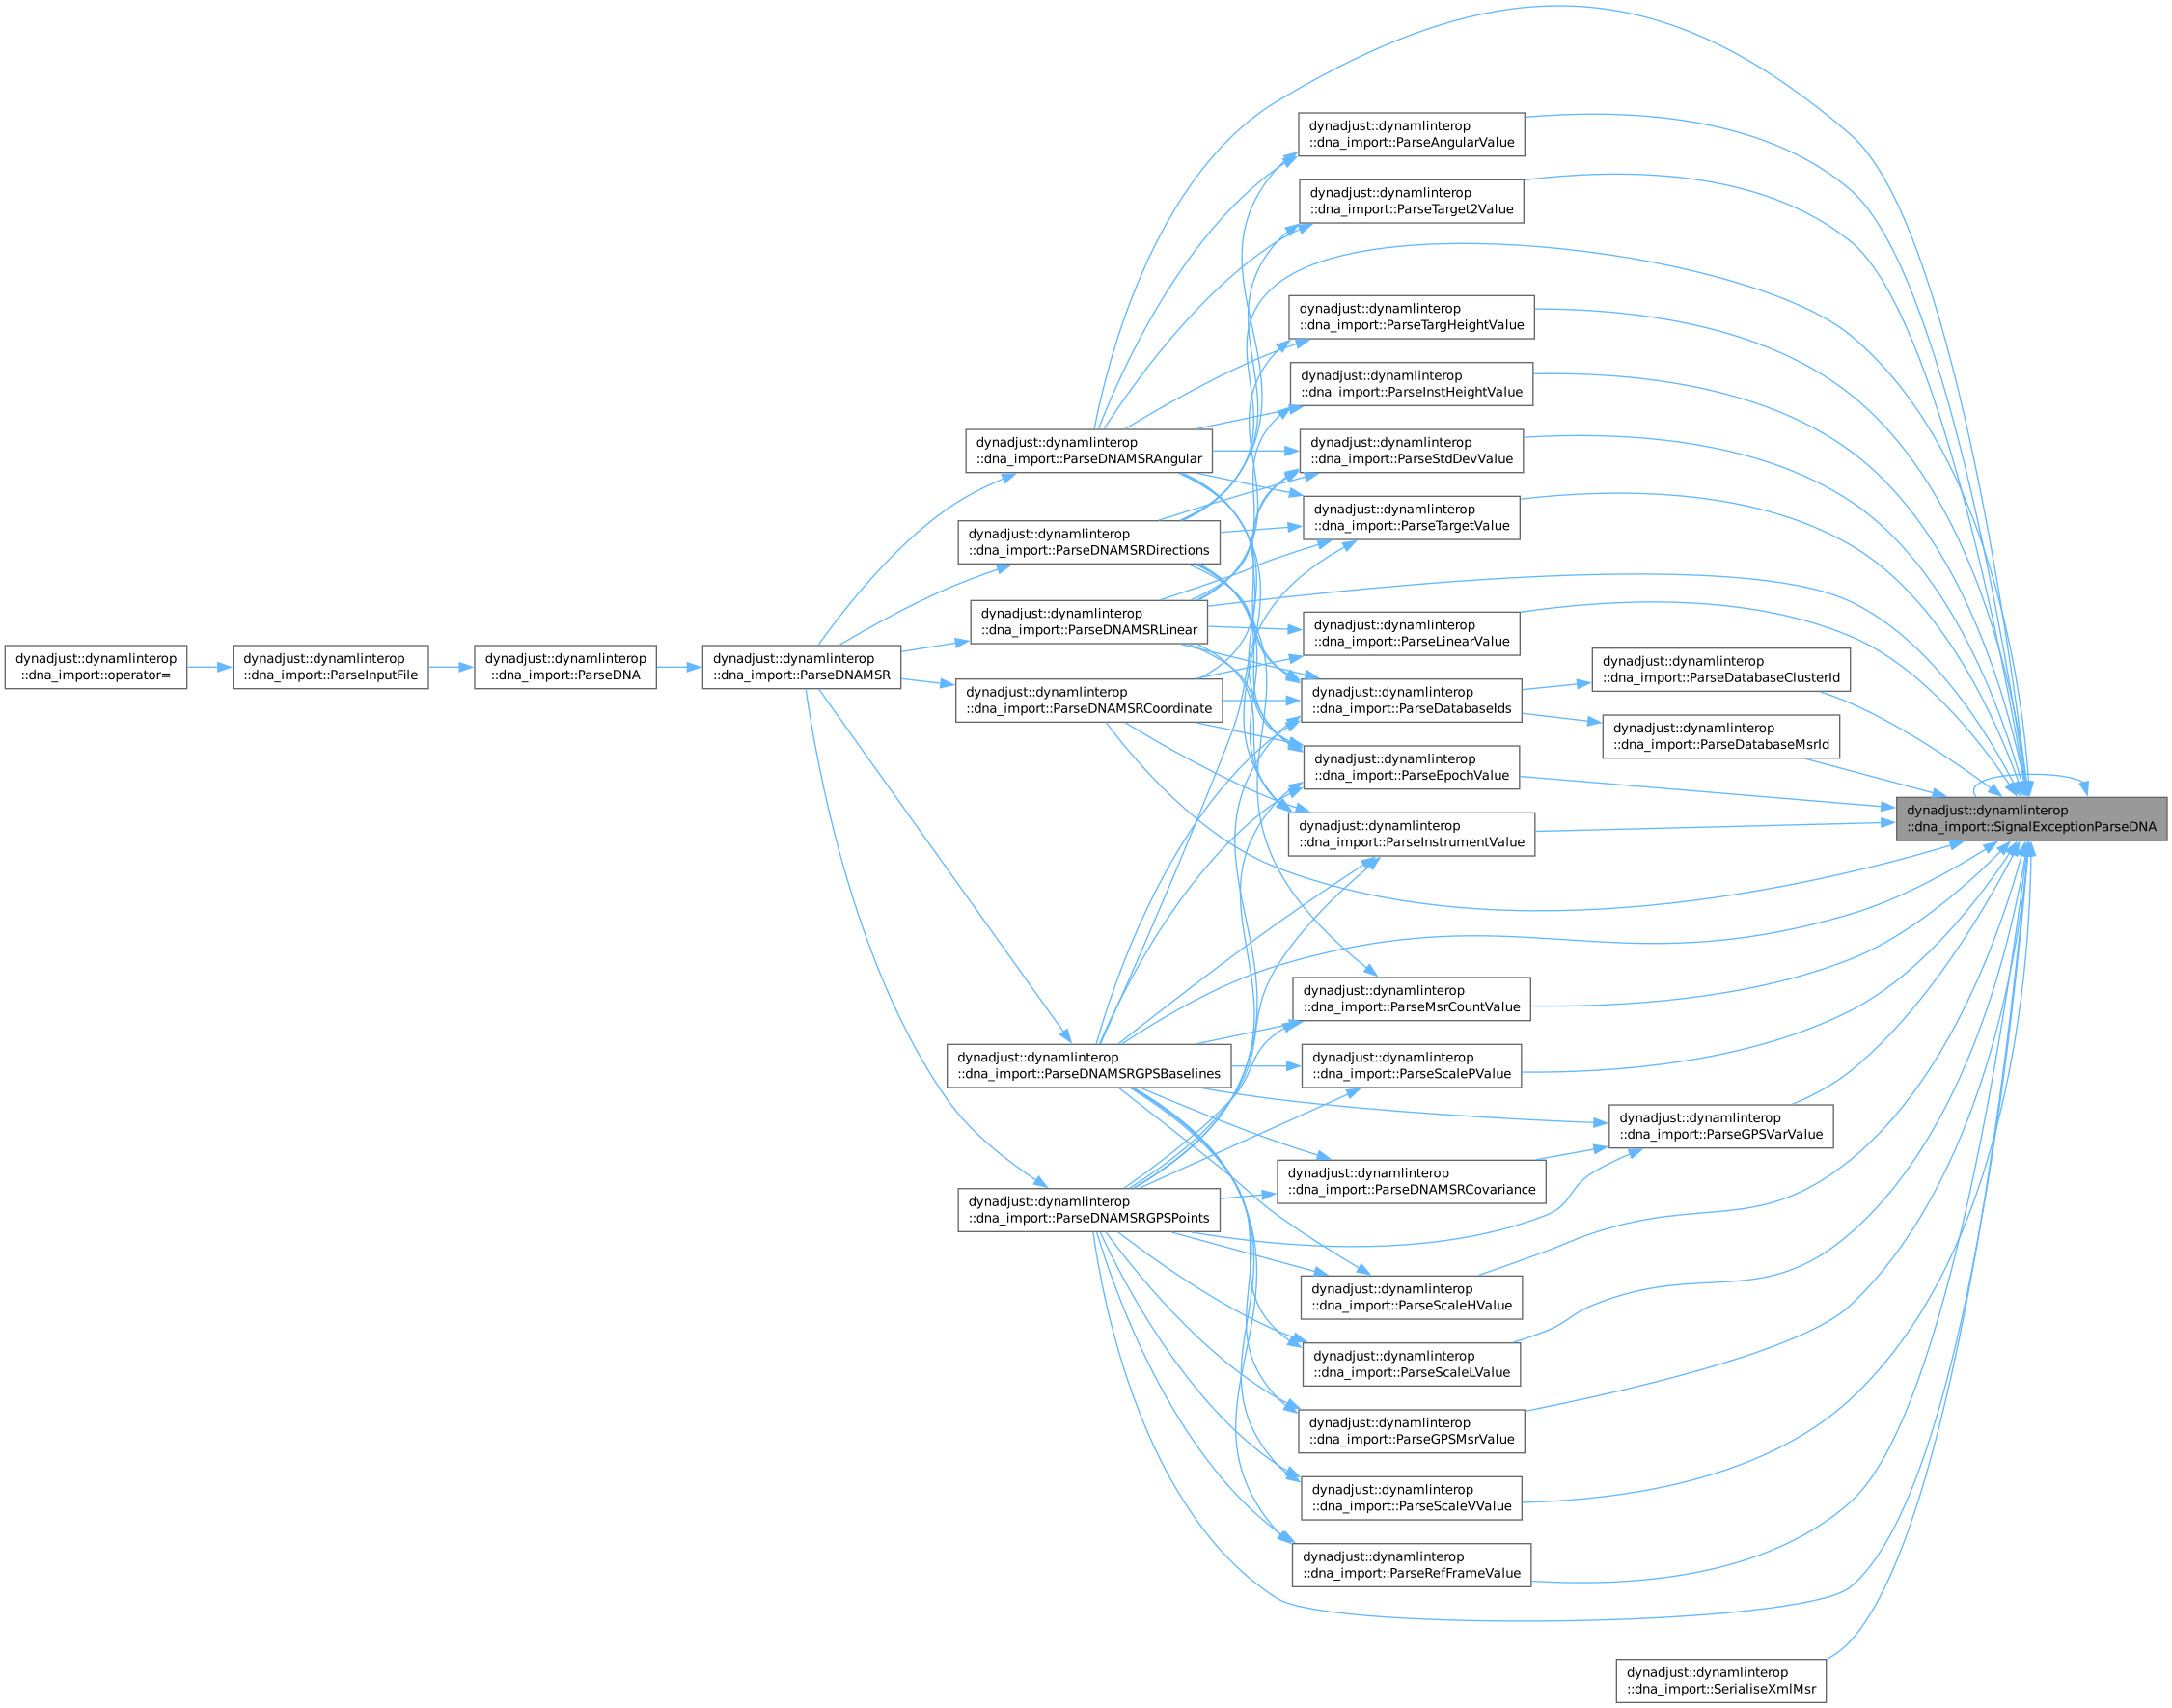 dynadjust::dynamlinterop
::dna_import::ParseAngularValue
dynadjust::dynamlinterop
::dna_import::ParseTarget2Value
dynadjust::dynamlinterop
::dna_import::ParseTargHeightValue
dynadjust::dynamlinterop
::dna_import::ParseInstHeightValue
dynadjust::dynamlinterop
::dna_import::ParseDNAMSRAngular
dynadjust::dynamlinterop
::dna_import::ParseStdDevValue
dynadjust::dynamlinterop
::dna_import::ParseTargetValue
dynadjust::dynamlinterop
::dna_import::ParseDNAMSRDirections
dynadjust::dynamlinterop
::dna_import::ParseDNAMSRLinear
dynadjust::dynamlinterop
::dna_import::ParseLinearValue
dynadjust::dynamlinterop
::dna_import::operator=
dynadjust::dynamlinterop
::dna_import::ParseInputFile
dynadjust::dynamlinterop
::dna_import::ParseDNA
dynadjust::dynamlinterop
::dna_import::ParseDNAMSR
dynadjust::dynamlinterop
::dna_import::ParseDatabaseClusterId
dynadjust::dynamlinterop
::dna_import::ParseDNAMSRCoordinate
dynadjust::dynamlinterop
::dna_import::ParseDatabaseIds
dynadjust::dynamlinterop
::dna_import::ParseDatabaseMsrId
dynadjust::dynamlinterop
::dna_import::ParseEpochValue
dynadjust::dynamlinterop
::dna_import::SignalExceptionParseDNA
dynadjust::dynamlinterop
::dna_import::ParseInstrumentValue
dynadjust::dynamlinterop
::dna_import::ParseMsrCountValue
dynadjust::dynamlinterop
::dna_import::ParseDNAMSRGPSBaselines
dynadjust::dynamlinterop
::dna_import::ParseScalePValue
dynadjust::dynamlinterop
::dna_import::ParseGPSVarValue
dynadjust::dynamlinterop
::dna_import::ParseDNAMSRCovariance
dynadjust::dynamlinterop
::dna_import::ParseDNAMSRGPSPoints
dynadjust::dynamlinterop
::dna_import::ParseScaleHValue
dynadjust::dynamlinterop
::dna_import::ParseScaleLValue
dynadjust::dynamlinterop
::dna_import::ParseGPSMsrValue
dynadjust::dynamlinterop
::dna_import::ParseScaleVValue
dynadjust::dynamlinterop
::dna_import::ParseRefFrameValue
dynadjust::dynamlinterop
::dna_import::SerialiseXmlMsr